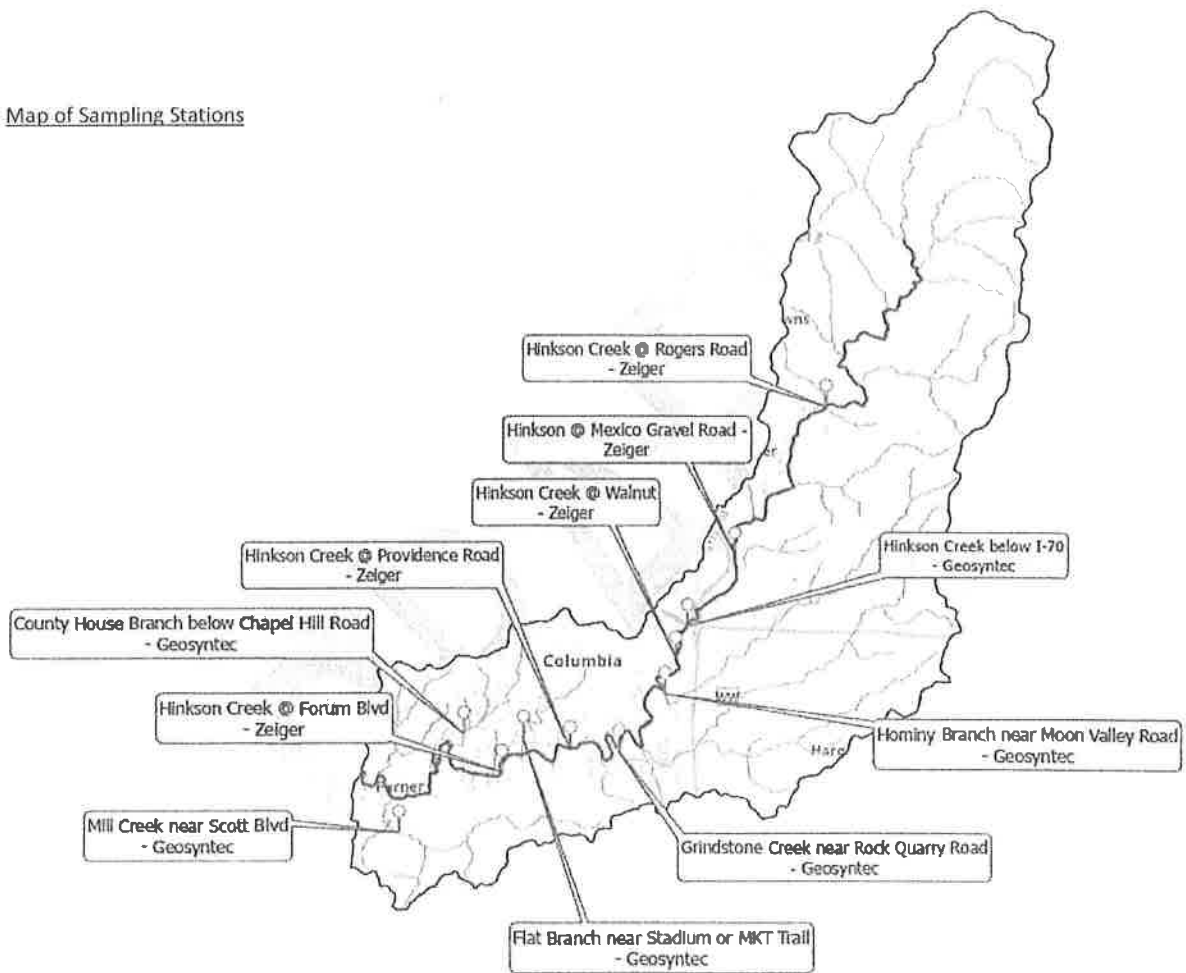 Map of Sampling Stations
wns
Hinkson Creek @ Rogers Road
- Zeiger
Hinkson @ Mexico Gravel Road -
Zeiger
er
Hinkson Creek @ Walnut
- Zeiger
Hinkson Creek below I-70
- Geosyntec
Hinkson Creek @ Providence Road
- Zeiger
County House Branch below Chapel Hill Road
- Geosyntec
Columbia
Hinkson Creek @ Forum Blvd
- Zeiger
Hominy Branch near Moon Valley Road
- Geosyntec
Harg
Mill Creek near Scott Blvd
- Geosyntec
Grindstone Creek near Rock Quarry Road
- Geosyntec
Flat Branch near Stadium or MKT Trail
- Geosyntec